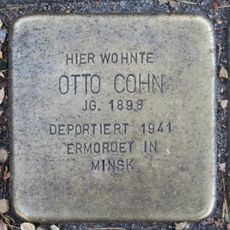 HIER WOHNTE
OTTO COHN
JG. 1898
DEPORTIERT 1941
ERMORDET IN
MINSK